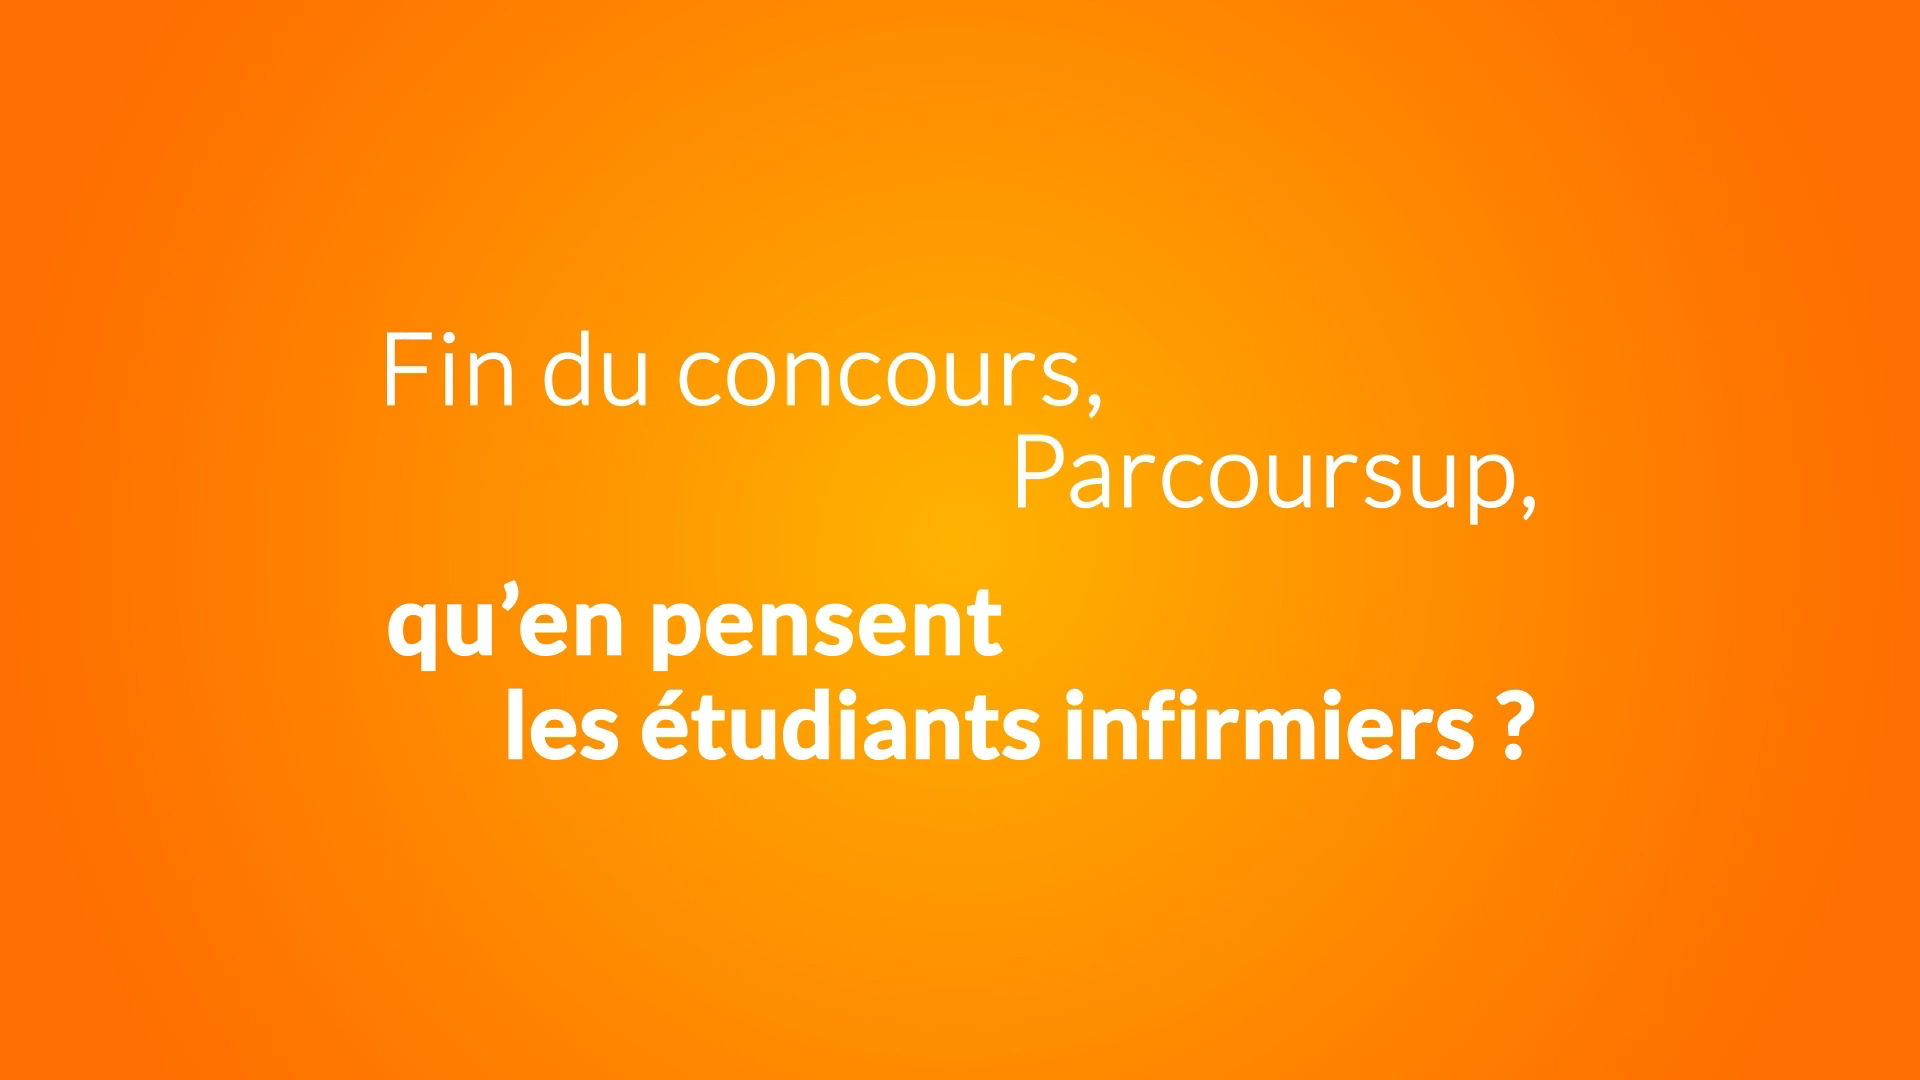 Fin du concours,
Parcoursup,
qu’en pensent
les étudiants infirmiers ?